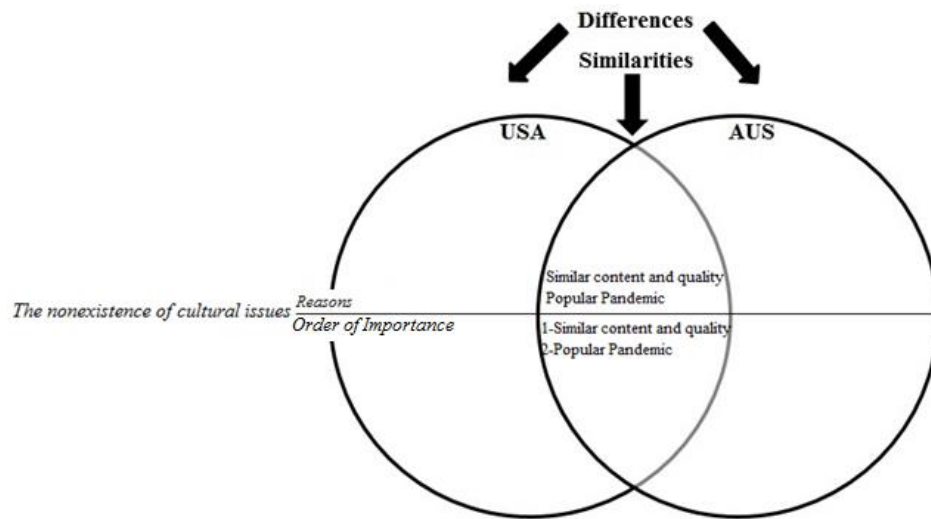 Differences
Similarities
USA
AUS
Similar content and quality
Popular Pandemic
The nonexistence of cultural issues
Reasons
Order of Importance
1-Similar content and quality
2-Popular Pandemic